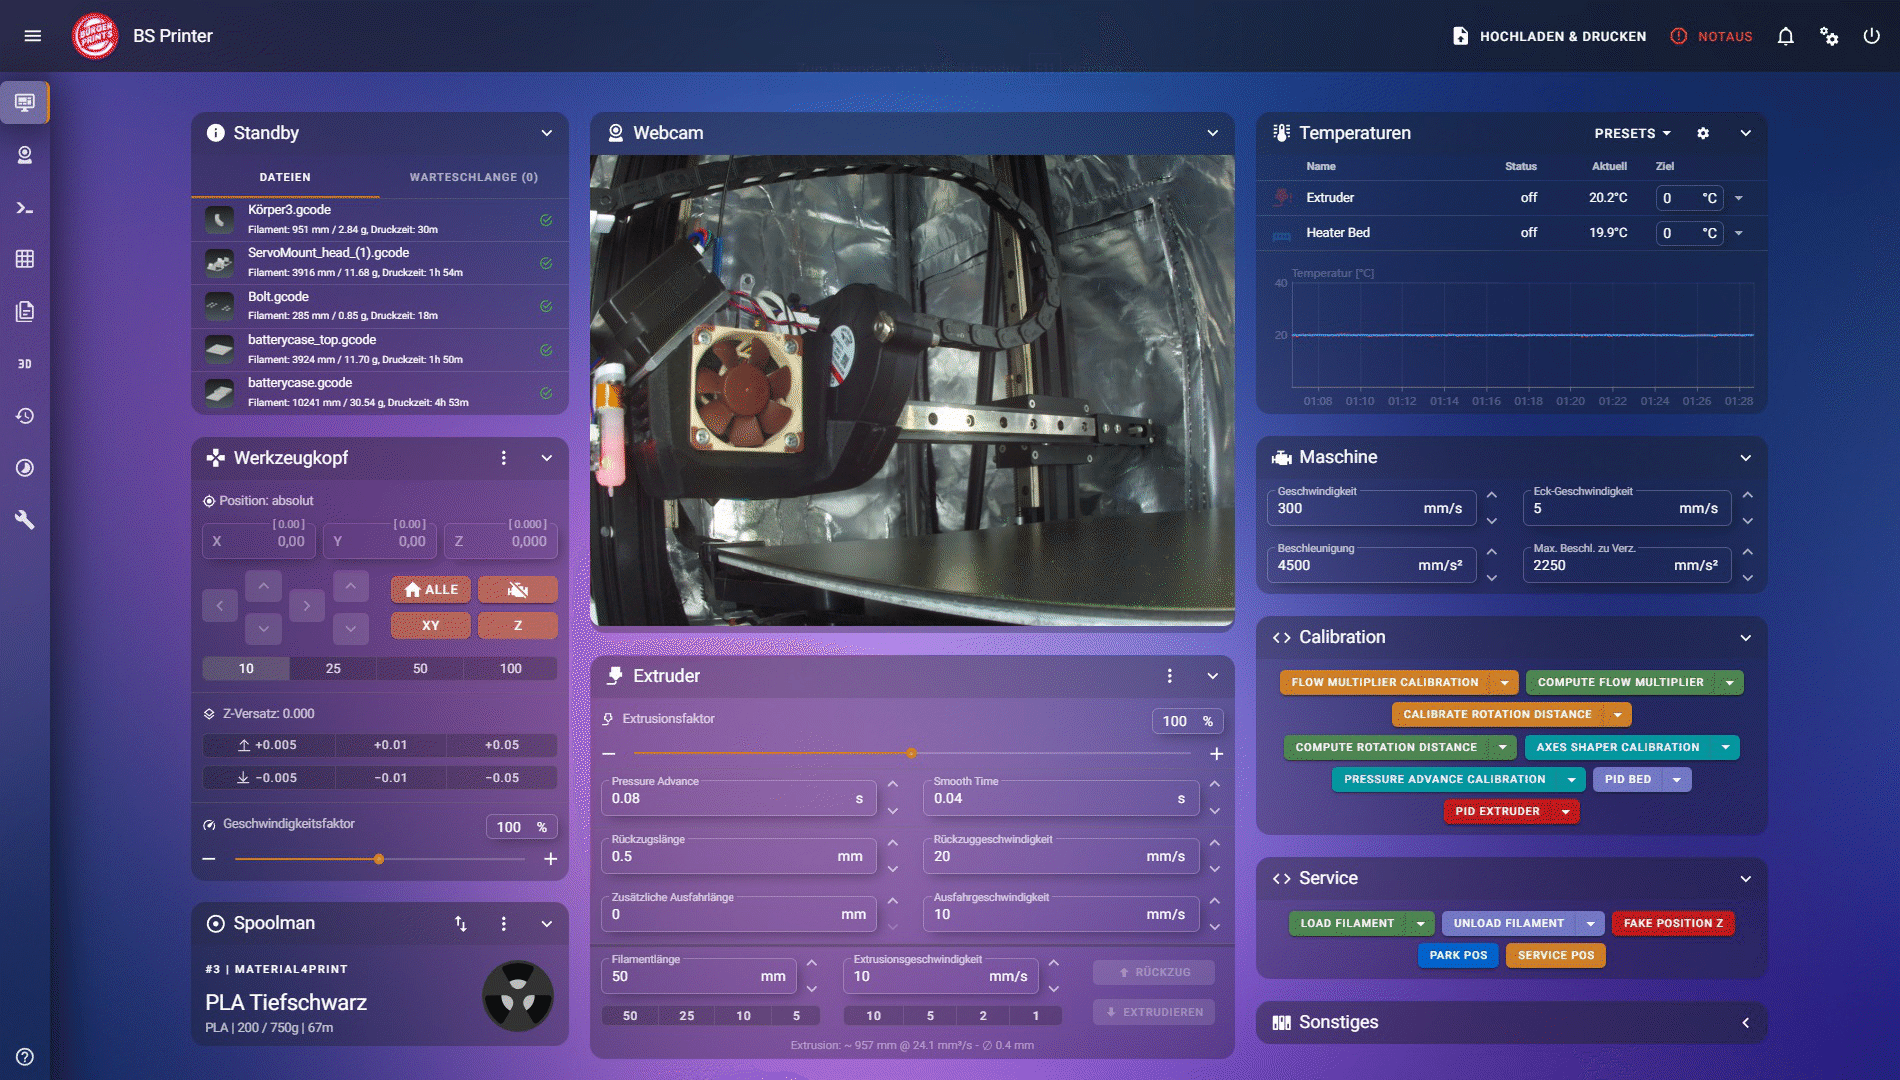 BÜRGER
PRINTS
BS Printer
HOCHLADEN & DRUCKEN
NOTAUS
3D
Standby
DATEIEN
WARTESCHLANGE (0)
Körper3.gcode
Filament: 951 mm / 2.84 g, Druckzeit: 30m
ServoMount_head_(1).gcode
Filament: 3916 mm / 11.68 g, Druckzeit: 1h 54m
Bolt.gcode
Filament: 285 mm / 0.85 g, Druckzeit: 18m
batterycase_top.gcode
Filament: 3924 mm / 11.70 g, Druckzeit: 1h 50m
batterycase.gcode
Filament: 10241 mm / 30.54 g, Druckzeit: 4h 53m
Werkzeugkopf
Position: absolut
[ 0.00 ]
X 0,00
[ 0.00 ]
Y 0,00
[ 0.000 ]
Z 0,000
ALLE
XY
Z
10 25 50 100
Z-Versatz: 0.000
+0.005 +0.01 +0.05
−0.005 −0.01 −0.05
Geschwindigkeitsfaktor
100 %
Spoolman
#3 | MATERIAL4PRINT
PLA Tiefschwarz
PLA | 200 / 750g | 67m
Webcam
Extruder
Extrusionsfaktor
100 %
Pressure Advance
0.08 s
Smooth Time
0.04 s
Rückzugslänge
0.5 mm
Rückzuggeschwindigkeit
20 mm/s
Zusätzliche Ausfahrlänge
0 mm
Ausfahrgeschwindigkeit
10 mm/s
Filamentlänge
50 mm
Extrusionsgeschwindigkeit
10 mm/s
RÜCKZUG
50 25 10 5
10 5 2 1
EXTRUDIEREN
Extrusion: ~ 957 mm @ 24.1 mm³/s - ∅ 0.4 mm
Temperaturen
PRESETS
Name Status Aktuell Ziel
Extruder off 20.2°C 0 °C
Heater Bed off 19.9°C 0 °C
Temperatur [°C]
40
20
01:08 01:10 01:12 01:14 01:16 01:18 01:20 01:22 01:24 01:26 01:28
Maschine
Geschwindigkeit
300 mm/s
Eck-Geschwindigkeit
5 mm/s
Beschleunigung
4500 mm/s²
Max. Beschl. zu Verz.
2250 mm/s²
Calibration
FLOW MULTIPLIER CALIBRATION
COMPUTE FLOW MULTIPLIER
CALIBRATE ROTATION DISTANCE
COMPUTE ROTATION DISTANCE
AXES SHAPER CALIBRATION
PRESSURE ADVANCE CALIBRATION
PID BED
PID EXTRUDER
Service
LOAD FILAMENT
UNLOAD FILAMENT
FAKE POSITION Z
PARK POS
SERVICE POS
Sonstiges